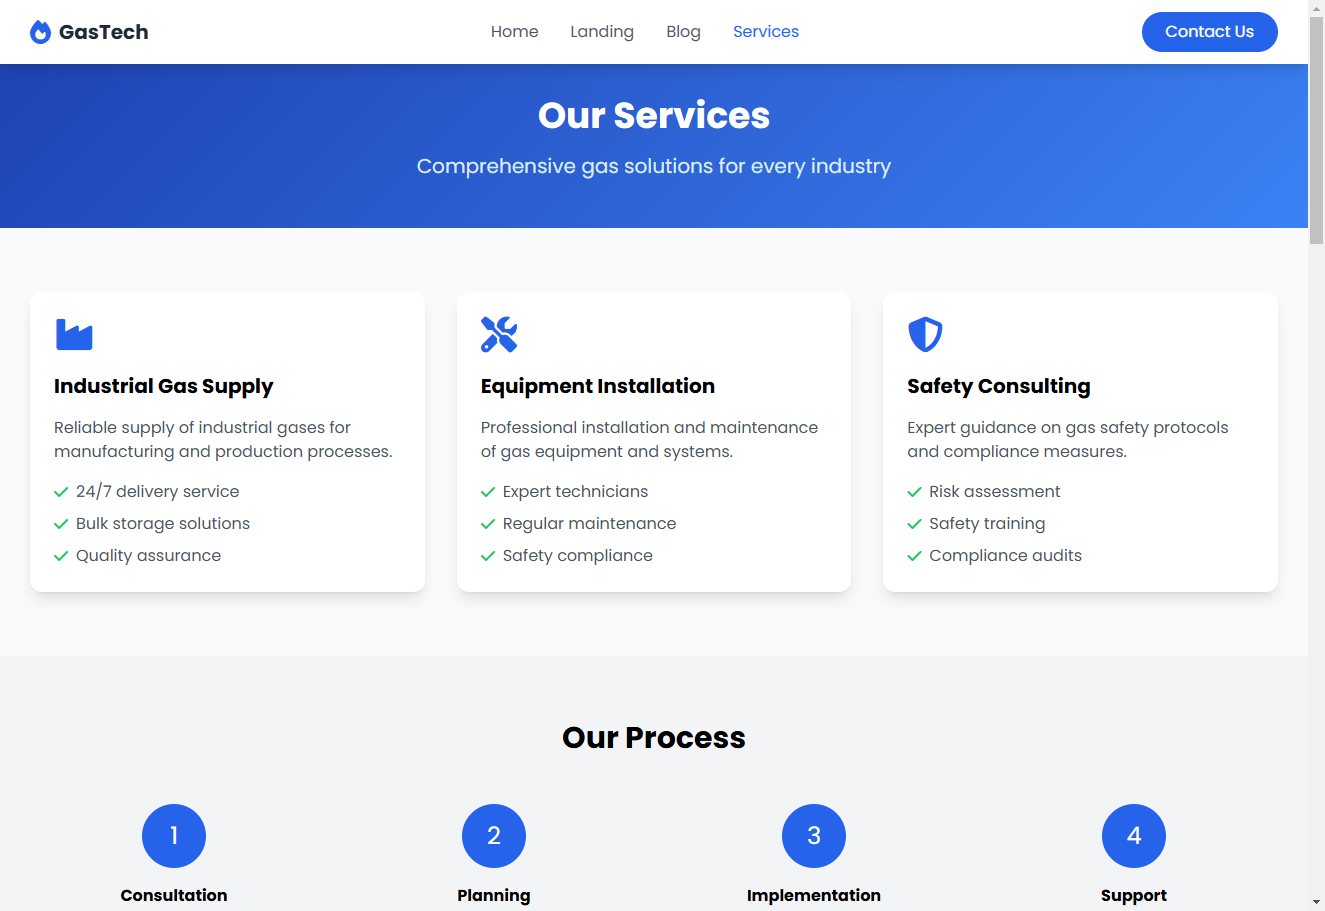 GasTech
Home
Landing
Blog
Services
Contact Us
Our Services
Comprehensive gas solutions for every industry
Industrial Gas Supply
Reliable supply of industrial gases for
manufacturing and production processes.
24/7 delivery service
Bulk storage solutions
Quality assurance
Equipment Installation
Professional installation and maintenance
of gas equipment and systems.
Expert technicians
Regular maintenance
Safety compliance
Safety Consulting
Expert guidance on gas safety protocols
and compliance measures.
Risk assessment
Safety training
Compliance audits
Our Process
1
Consultation
2
Planning
3
Implementation
4
Support